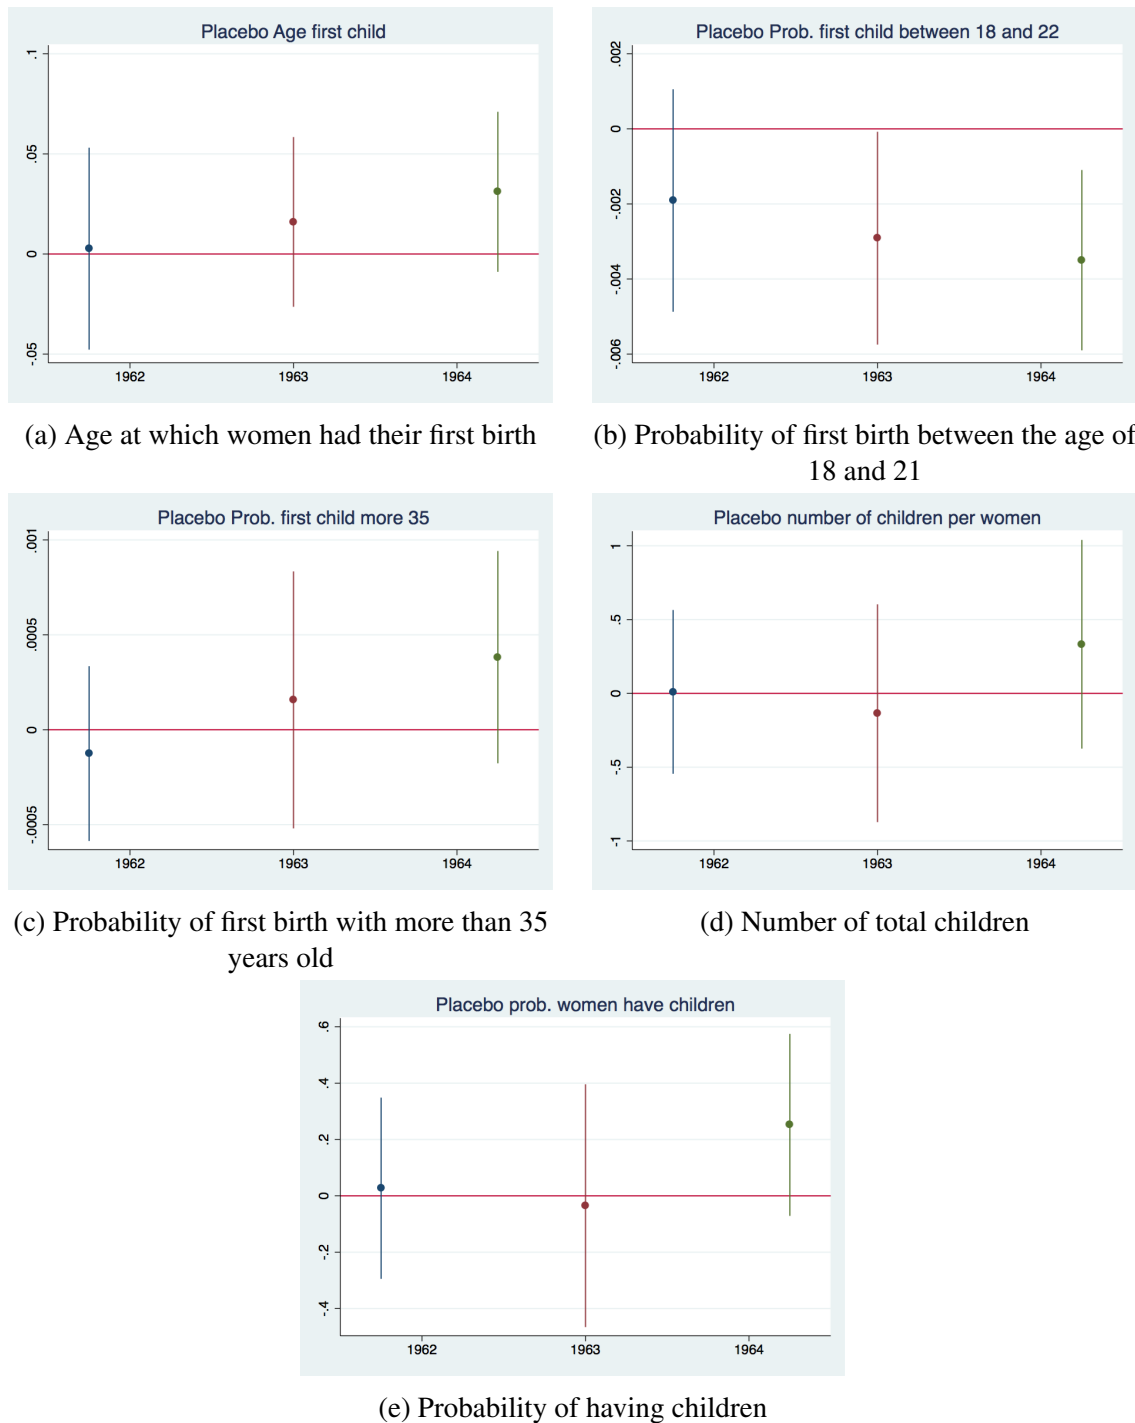 Placebo Age first child
.1
.05
0
-.05
1962 1963 1964
(a) Age at which women had their first birth
Placebo Prob. first child between 18 and 22
.002
0
-.002
-.004
-.006
1962 1963 1964
(b) Probability of first birth between the age of
18 and 21
Placebo Prob. first child more 35
.001
.0005
0
-.0005
1962 1963 1964
(c) Probability of first birth with more than 35
years old
Placebo number of children per women
1
.5
0
-.5
-1
1962 1963 1964
(d) Number of total children
Placebo prob. women have children
.6
.4
.2
0
-.2
-.4
1962 1963 1964
(e) Probability of having children